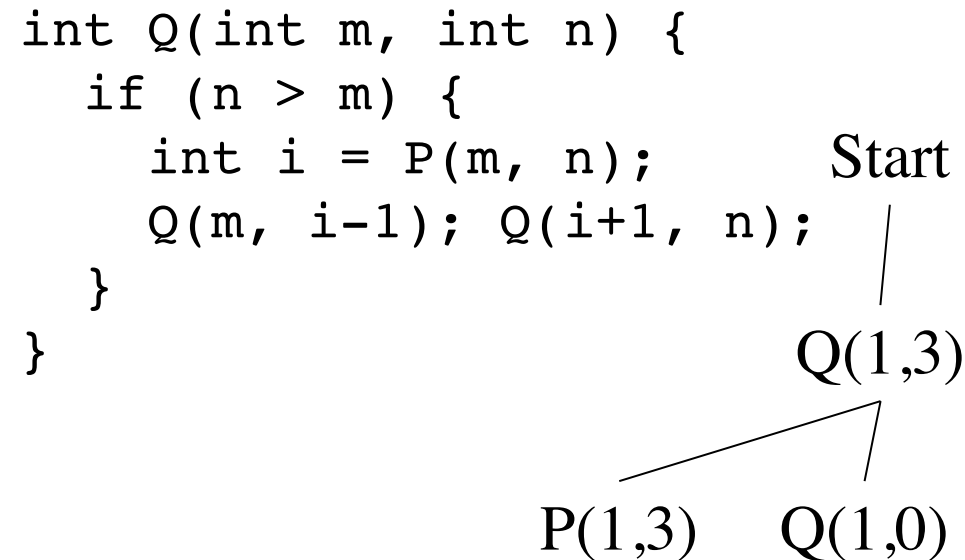 int Q(int m, int n) {
if (n > m) {
int i = P(m, n);
Q(m, i-1); Q(i+1, n);
}
}
Start
Q(1,3)
P(1,3) Q(1,0)